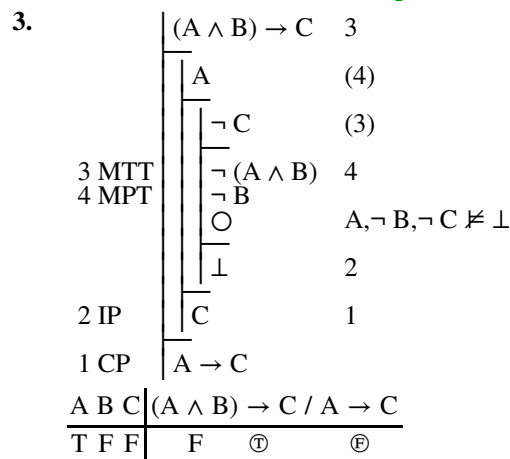 3.
(A ∧ B) → C 3
A (4)
¬ C (3)
3 MTT ¬ (A ∧ B) 4
4 MPT ¬ B
○ A,¬ B,¬ C ⊭ ⊥
⊥ 2
2 IP C 1
1 CP A → C
A B C (A ∧ B) → C / A → C
T F F F Ⓣ Ⓕ